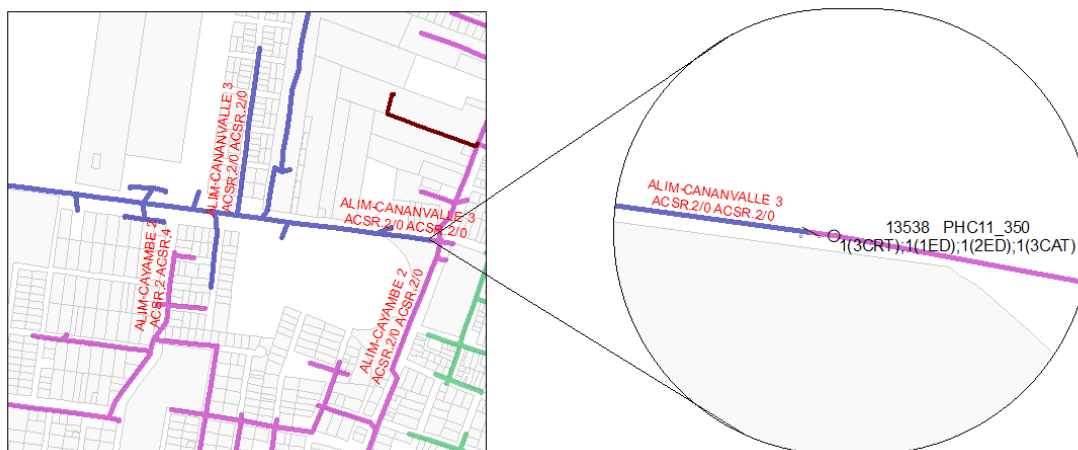 ALIM-CANANVALLE 3
ACSR.2/0 ACSR.2/0
ALIM-CANANVALLE 3
ACSR.2/0 ACSR.2/0
ALIM-CAYAMBE 2
ACSR.2 ACSR.4
ALIM-CAYAMBE 2
ACSR.2/0 ACSR.2/0
ALIM-CANANVALLE 3
ACSR.2/0 ACSR.2/0
13538 PHC11_350
1(3CRT);1(1ED);1(2ED);1(3CAT)